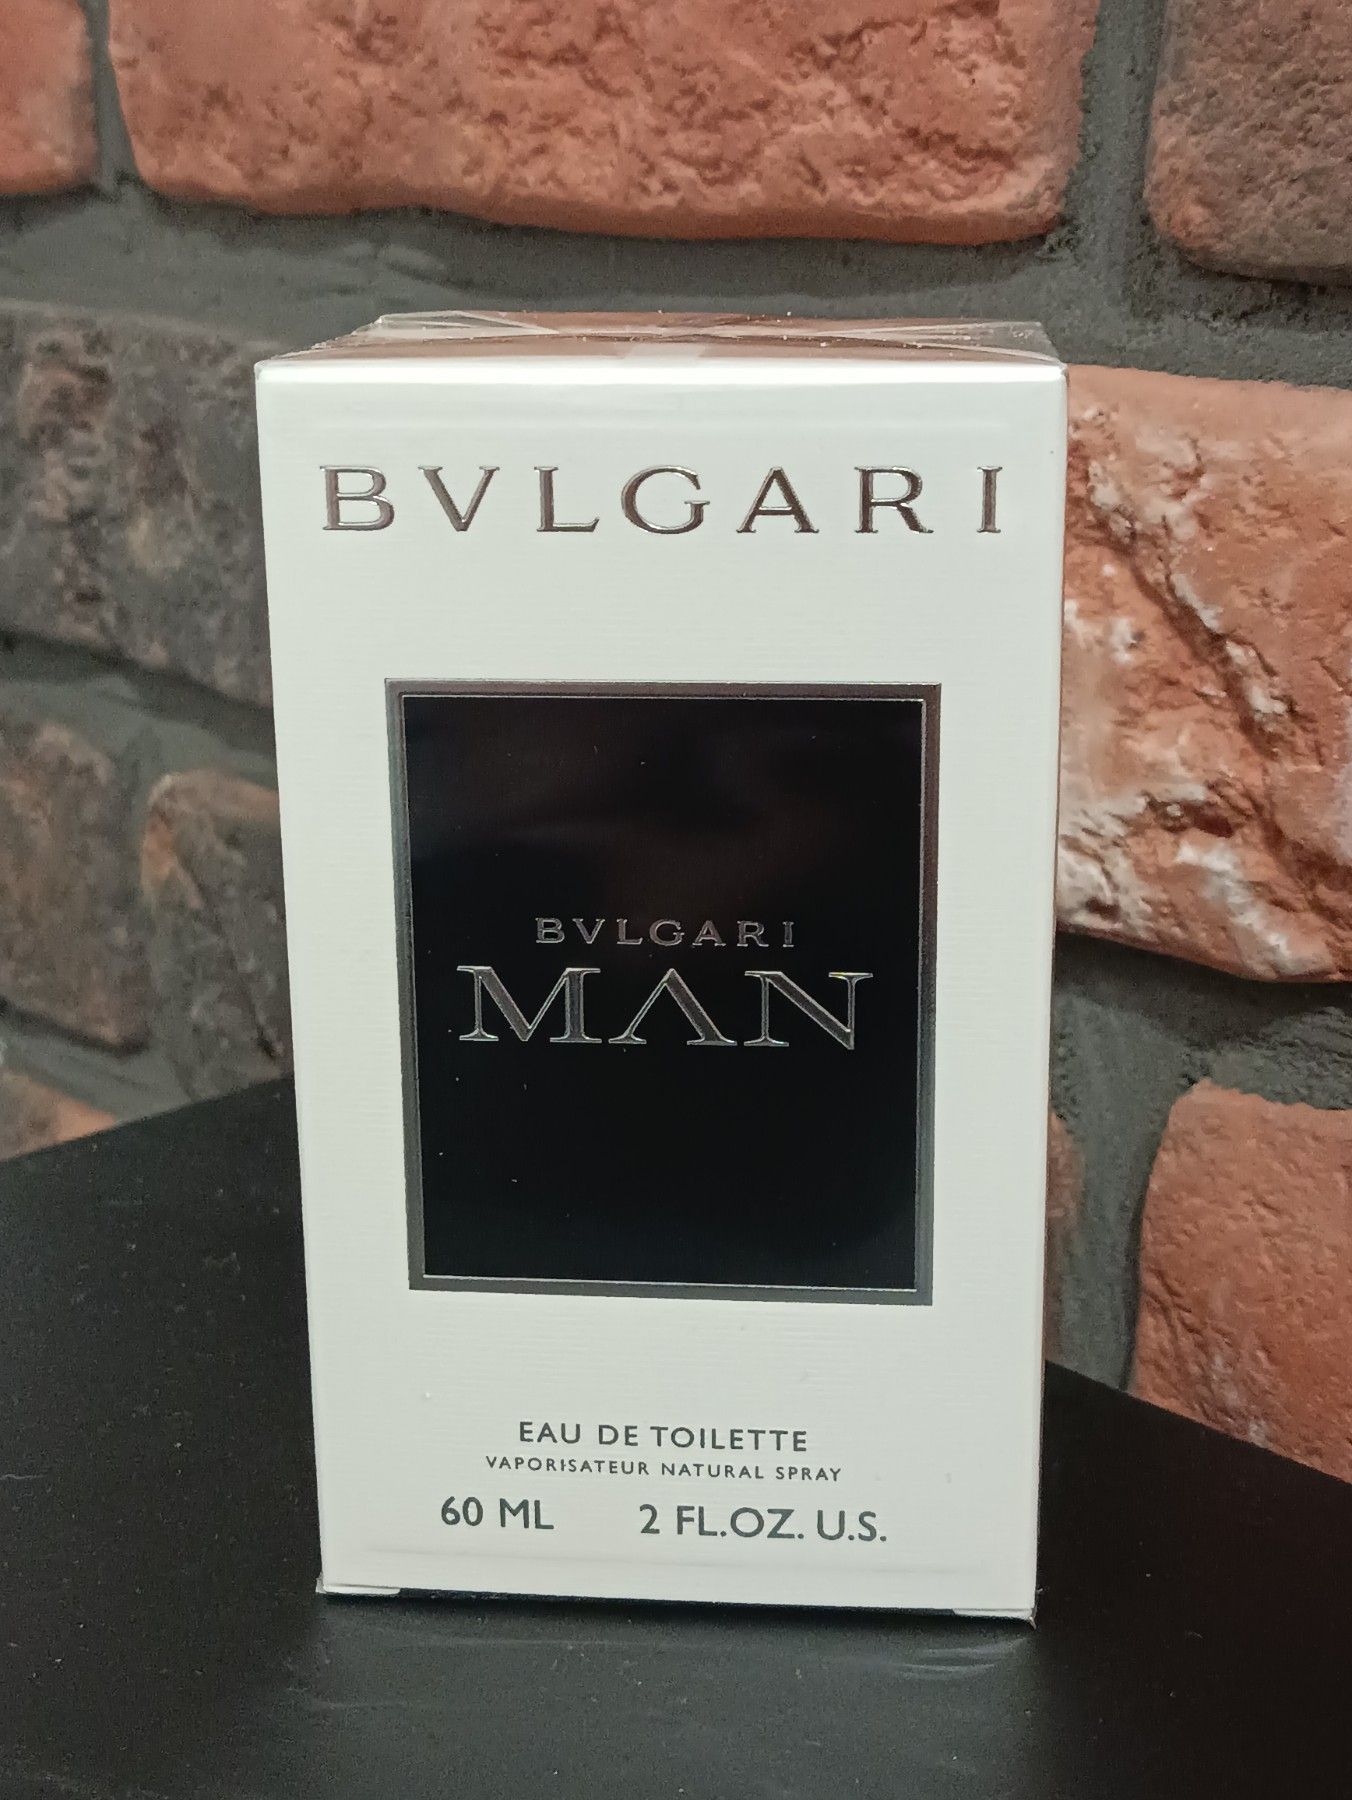 BVLGARI
BVLGARI
MAN
EAU DE TOILETTE
VAPORISATEUR NATURAL SPRAY
60 ML 2 FL.OZ. U.S.